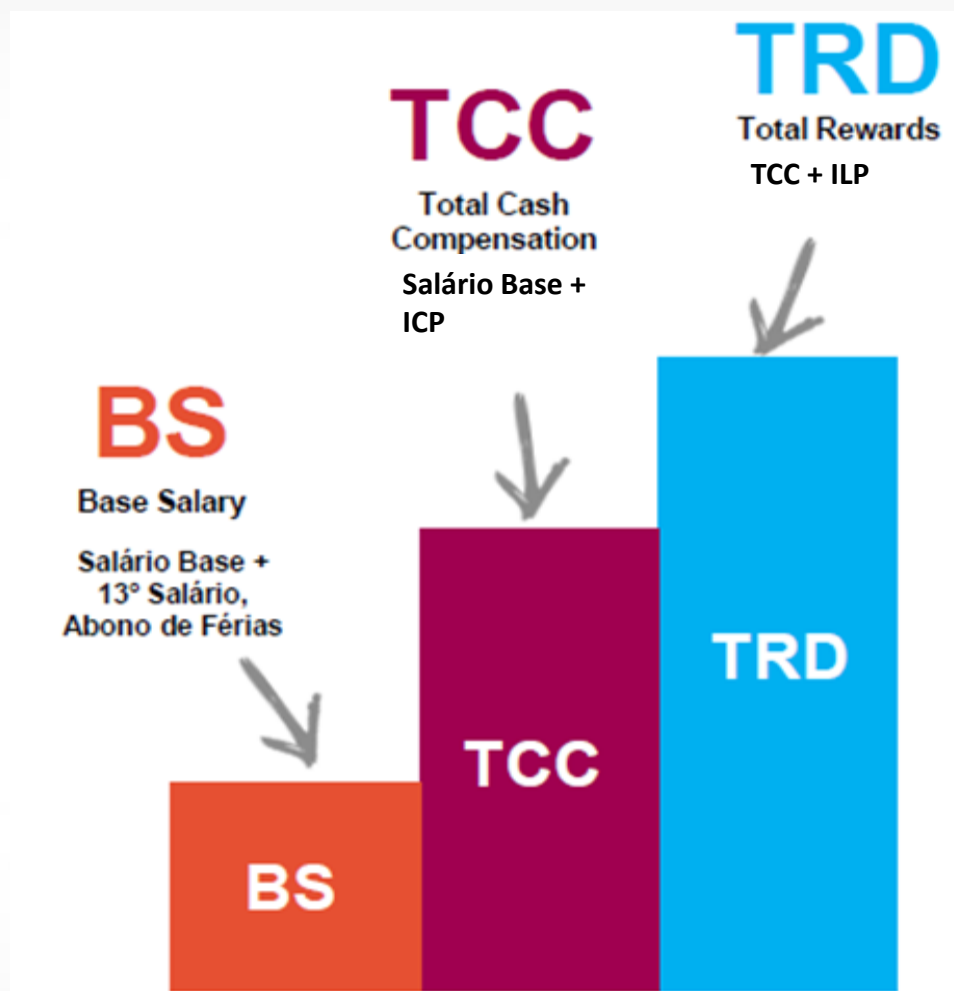 TRD
Total Rewards
TCC + ILP
TCC
Total Cash
Compensation
Salário Base +
ICP
BS
Base Salary
Salário Base +
13° Salário,
Abono de Férias
TRD
TCC
BS